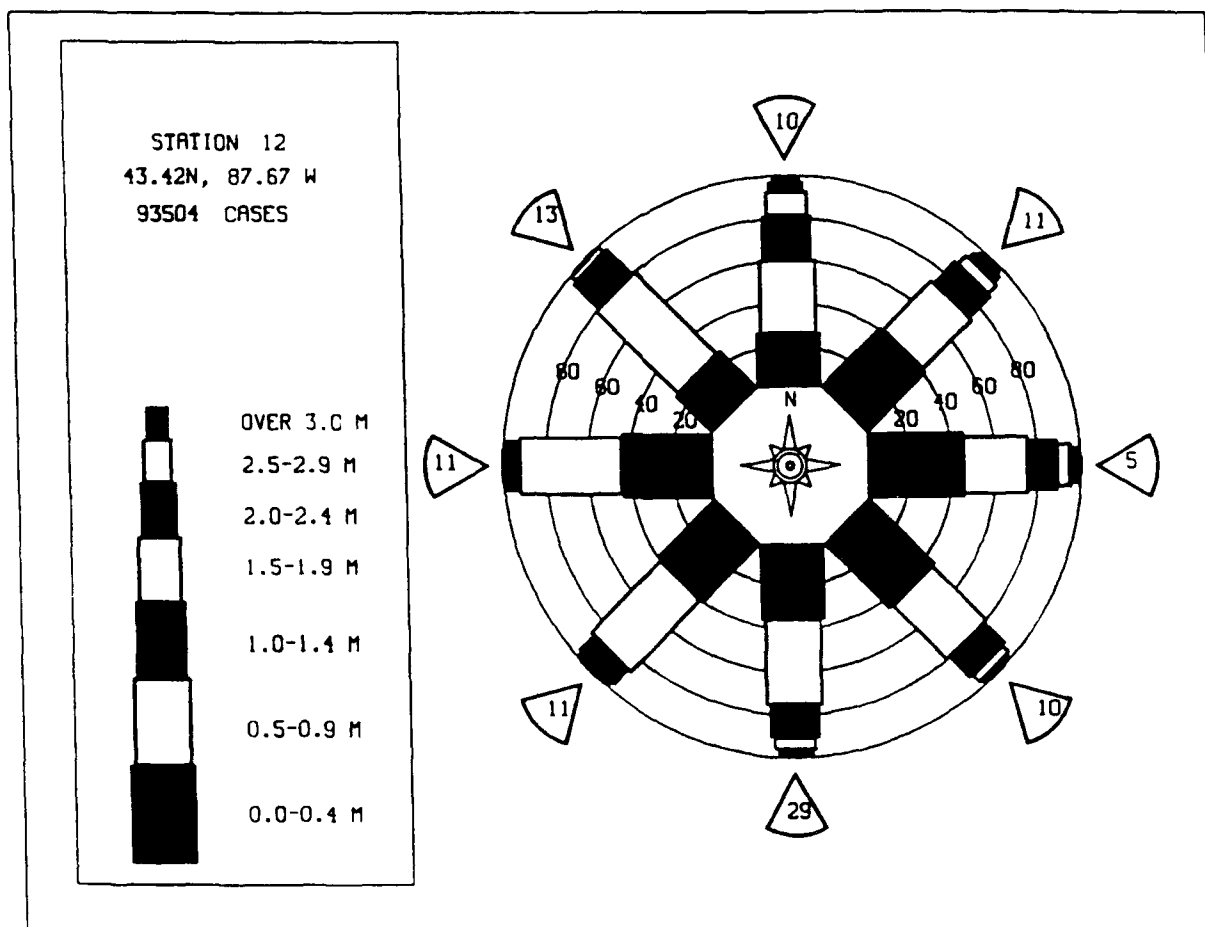 STATION 12
43.42N, 87.67 W
93504 CASES
OVER 3.0 M
2.5-2.9 M
2.0-2.4 M
1.5-1.9 M
1.0-1.4 M
0.5-0.9 M
0.0-0.4 M
10
13
11
80
60
40
20
N
20
40
60
80
11
5
11
10
29